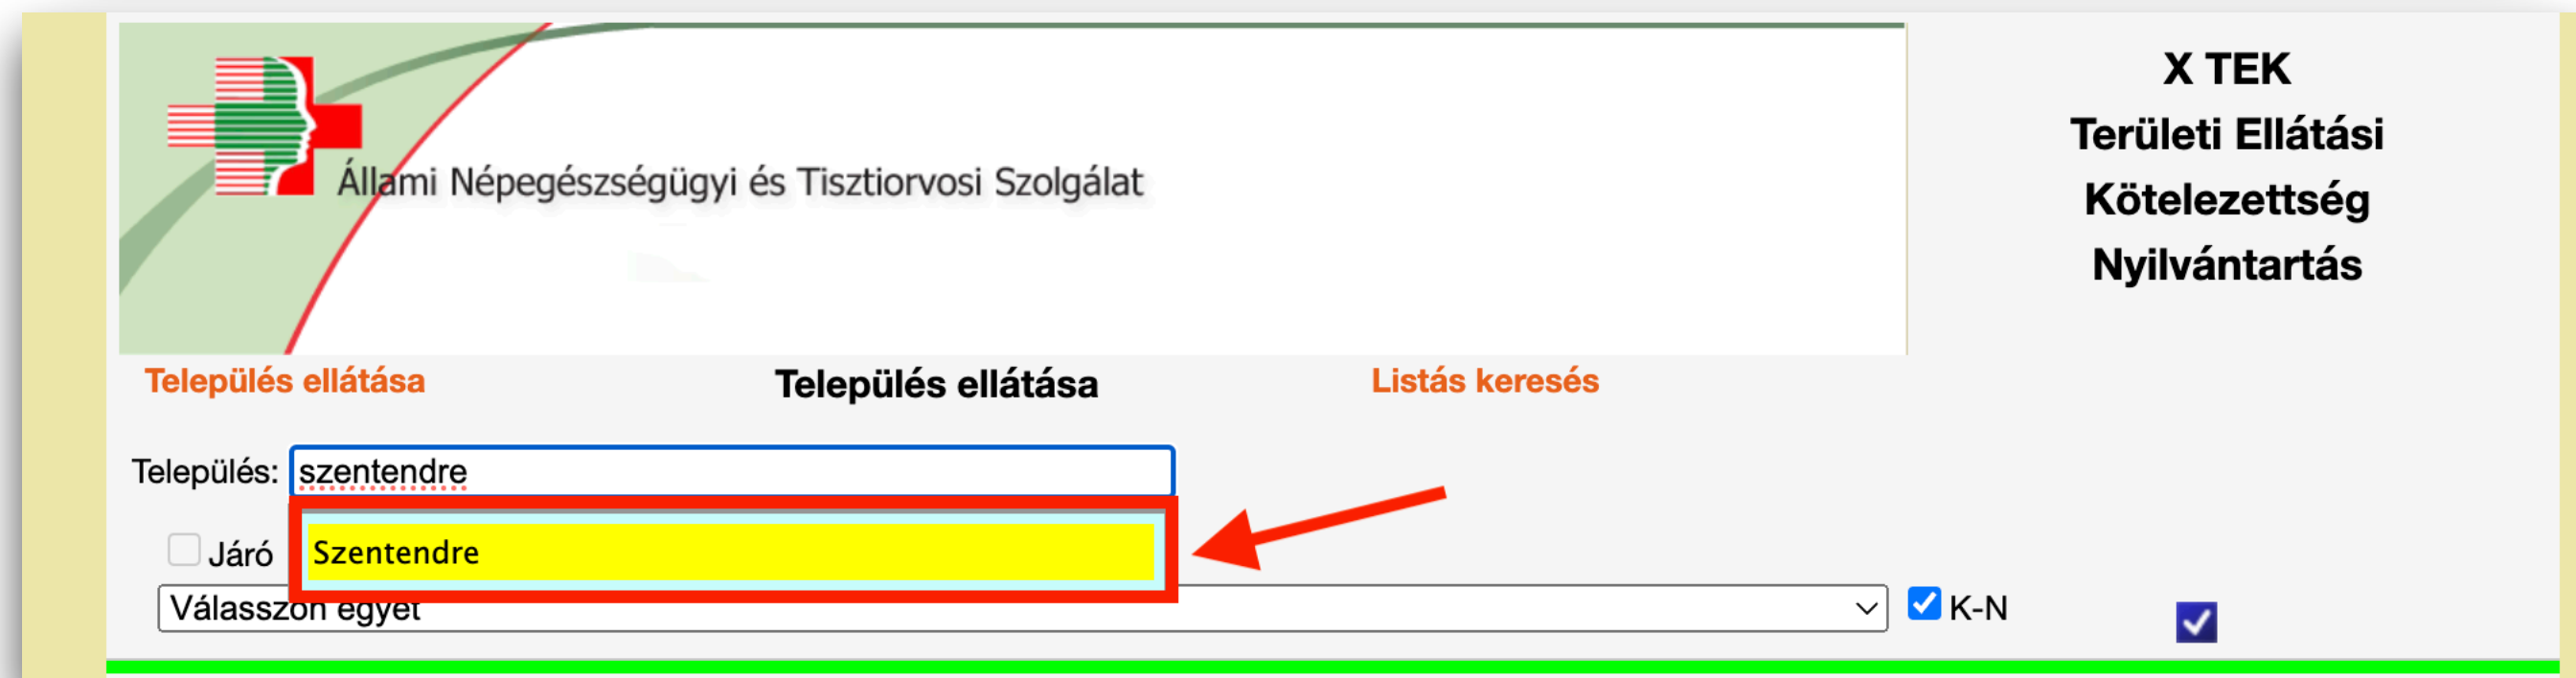 Állami Népegészségügyi és Tisztiorvosi Szolgálat
X TEK
Területi Ellátási
Kötelezettség
Nyilvántartás
Település ellátása
Település ellátása
Listás keresés
Település: szentendre
Járó
Szentendre
Válasszon egyet
K-N